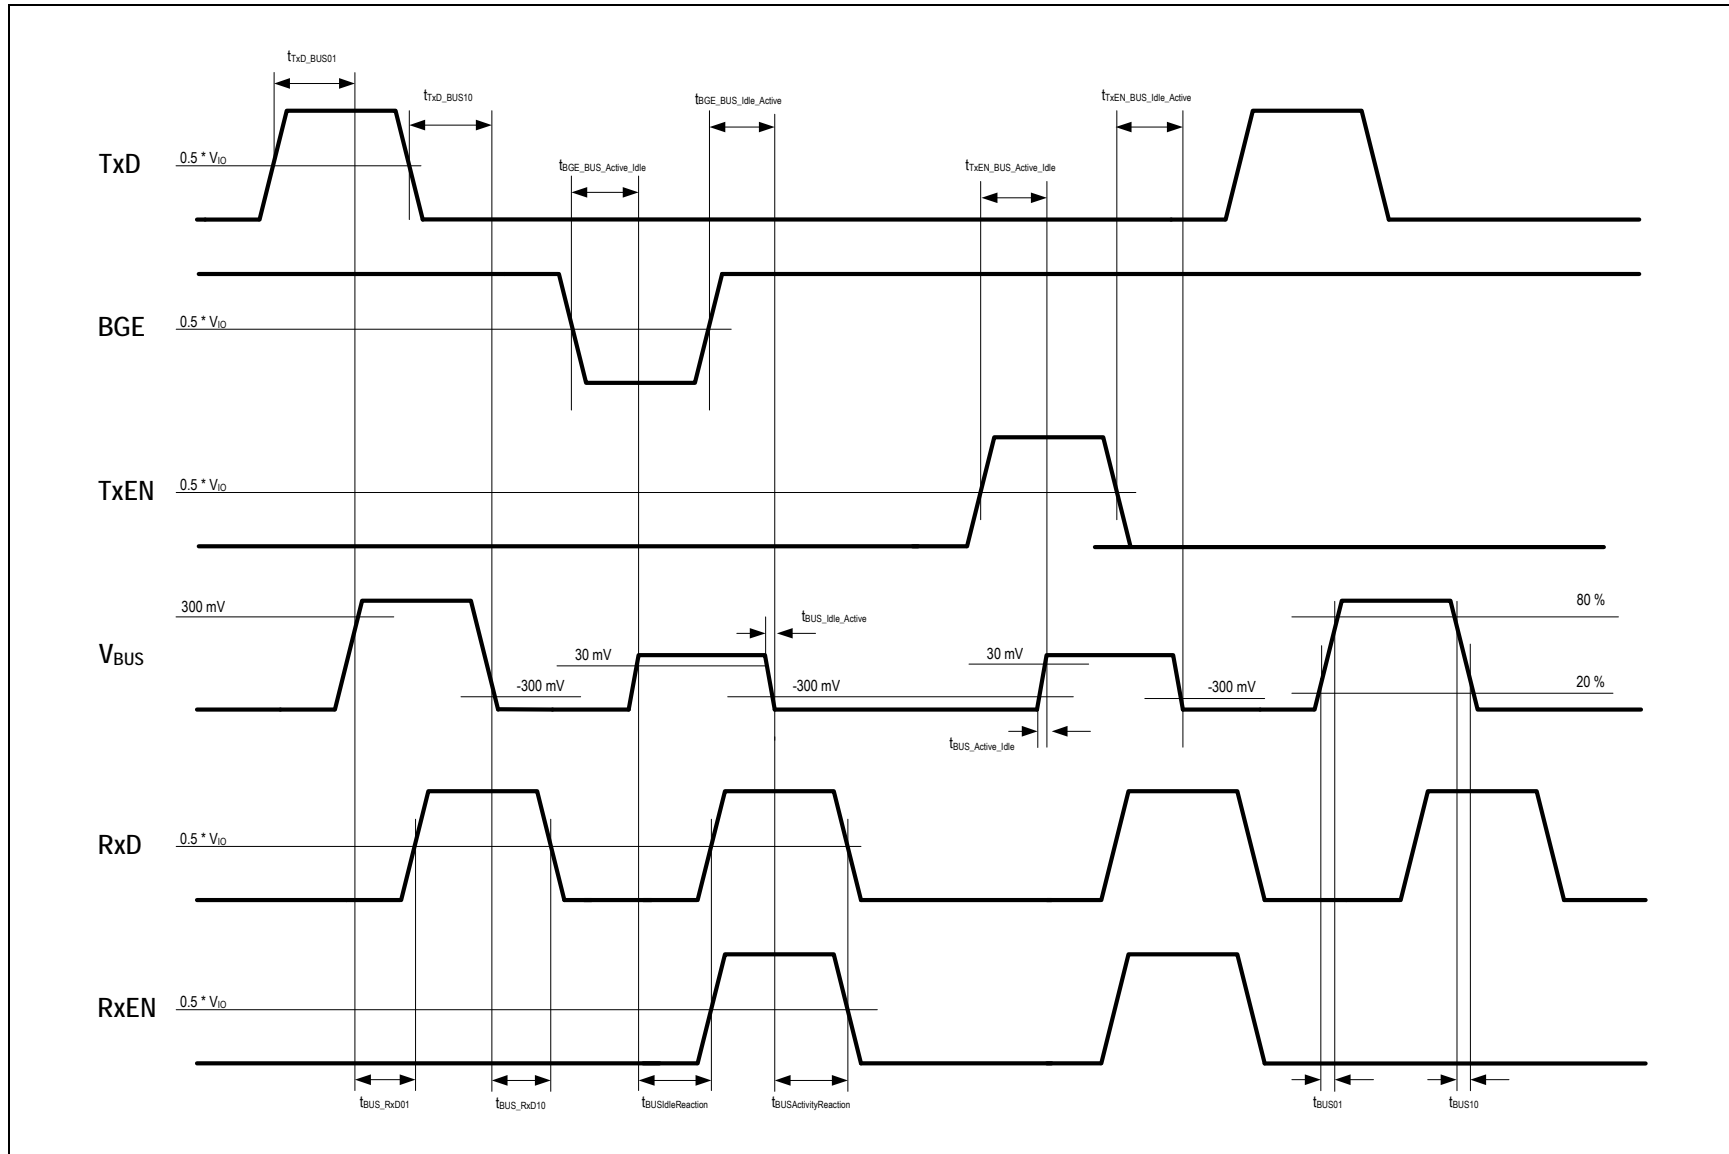 tTxD_BUS01
tTxD_BUS10
tBGE_BUS_Idle_Active
tTxEN_BUS_Idle_Active
tBGE_BUS_Active_Idle
tTxEN_BUS_Active_Idle
TxD
0.5 * VIO
BGE
0.5 * VIO
TxEN
0.5 * VIO
300 mV
80 %
tBUS_Idle_Active
VBUS
30 mV
30 mV
-300 mV
-300 mV
-300 mV
20 %
tBUS_Active_Idle
RxD
0.5 * VIO
RxEN
0.5 * VIO
tBUS_RxD01
tBUS_RxD10
tBUSIdleReaction
tBUSActivityReaction
tBUS01
tBUS10